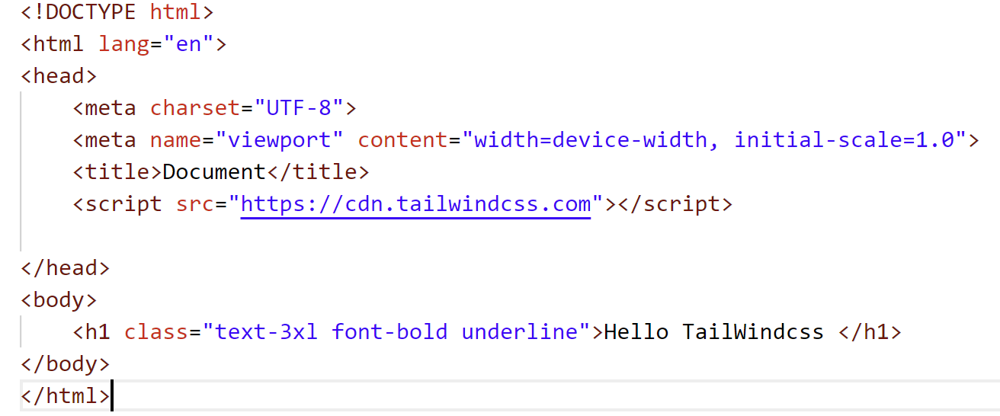 <!DOCTYPE html>
<html lang="en">
<head>
    <meta charset="UTF-8">
    <meta name="viewport" content="width=device-width, initial-scale=1.0">
    <title>Document</title>
    <script src="https://cdn.tailwindcss.com"></script>
</head>
<body>
    <h1 class="text-3xl font-bold underline">Hello TailWindcss </h1>
</body>
</html>